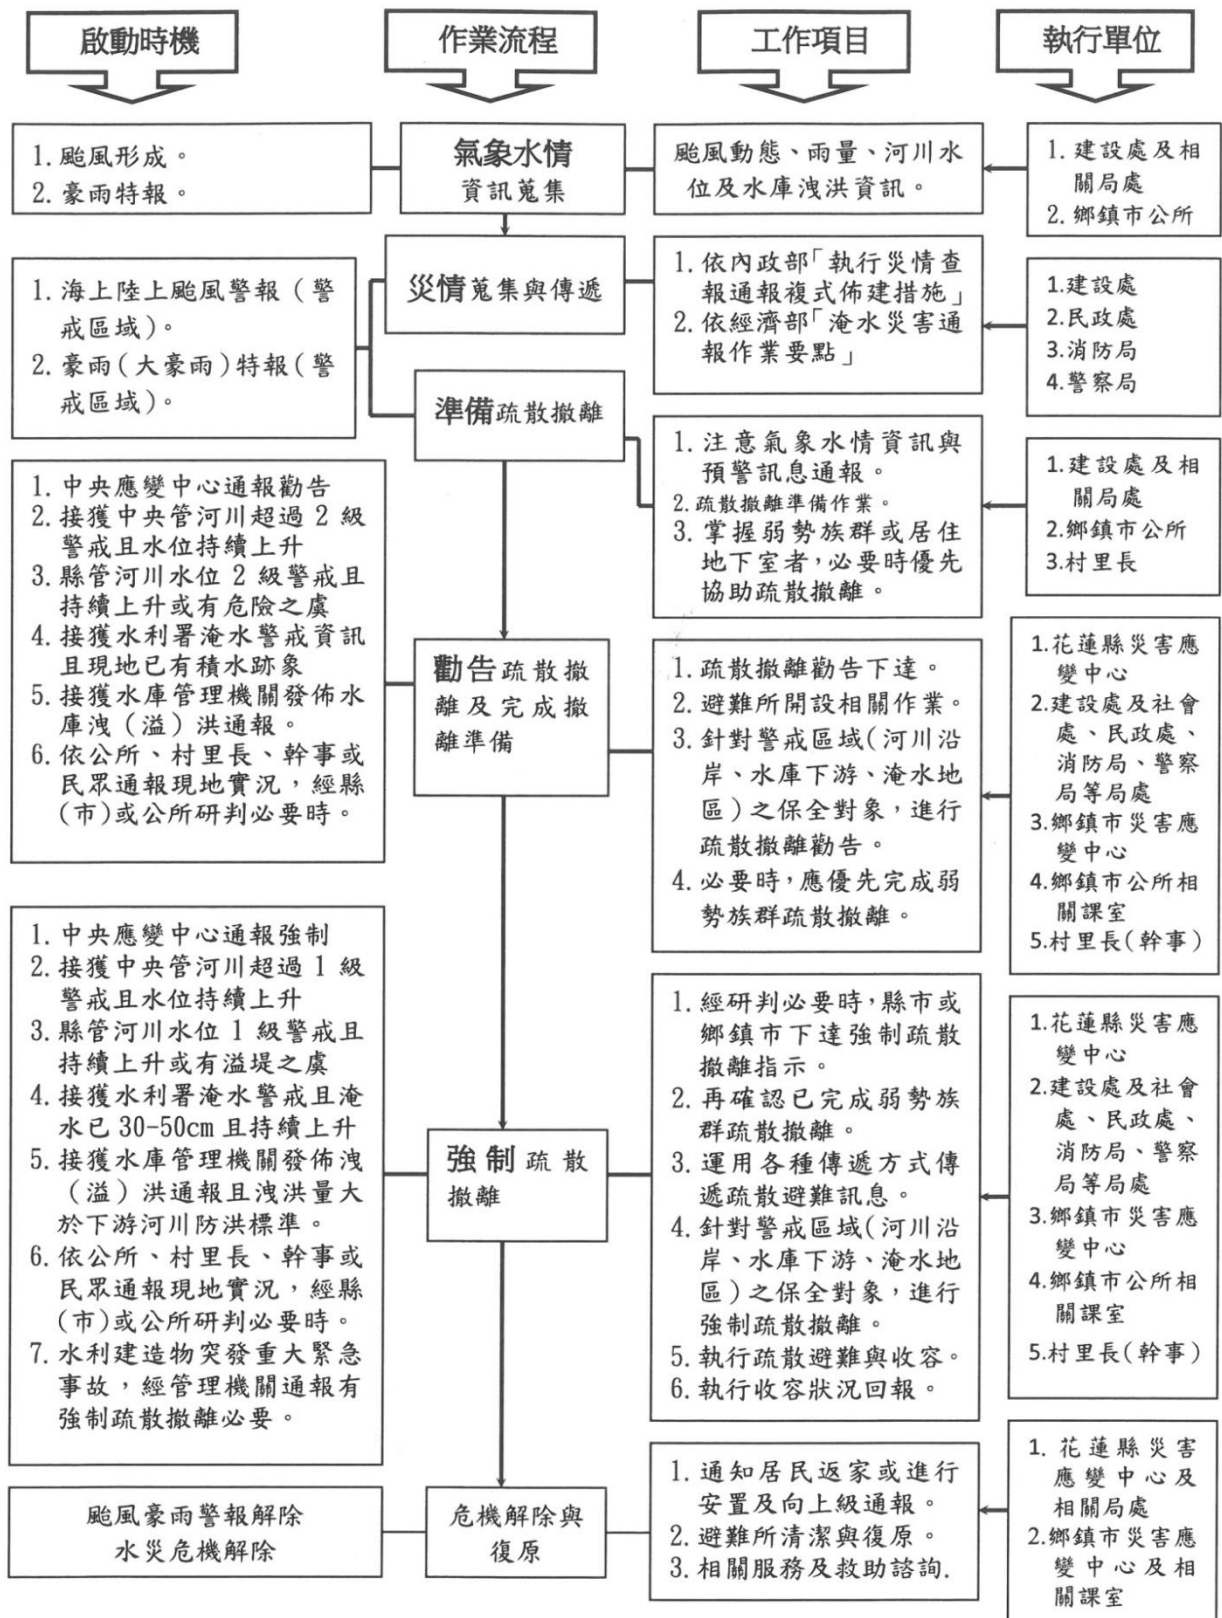 啟動時機
作業流程
工作項目
執行單位
1. 颱風形成。
2. 豪雨特報。
氣象水情
資訊蒐集
颱風動態、雨量、河川水
位及水庫洩洪資訊。
1. 建設處及相
關局處
2. 鄉鎮市公所
1. 海上陸上颱風警報(警
戒區域)。
2. 豪雨(大豪雨)特報(警
戒區域)。
災情蒐集與傳遞
1. 依內政部「執行災情查
報通報複式佈建措施」
2. 依經濟部「淹水災害通
報作業要點」
1.建設處
2.民政處
3.消防局
4.警察局
準備疏散撤離
1. 注意氣象水情資訊與
預警訊息通報。
2. 疏散撤離準備作業。
3. 掌握弱勢族群或居住
地下室者,必要時優先
協助疏散撤離。
1.建設處及相
關局處
2.鄉鎮市公所
3.村里長
1. 中央應變中心通報勸告
2. 接獲中央管河川超過 2 級
警戒且水位持續上升
3. 縣管河川水位 2 級警戒且
持續上升或有危險之虞
4. 接獲水利署淹水警戒資訊
且現地已有積水跡象
5. 接獲水庫管理機關發佈水
庫洩(溢)洪通報。
6. 依公所、村里長、幹事或
民眾通報現地實況,經縣
(市)或公所研判必要時。
勸告疏散撤
離及完成撤
離準備
1. 疏散撤離勸告下達。
2. 避難所開設相關作業。
3. 針對警戒區域(河川沿
岸、水庫下游、淹水地
區)之保全對象,進行
疏散撤離勸告。
4. 必要時,應優先完成弱
勢族群疏散撤離。
1.花蓮縣災害應
變中心
2.建設處及社會
處、民政處、
消防局、警察
局等局處
3.鄉鎮市災害應
變中心
4.鄉鎮市公所相
關課室
5.村里長(幹事)
1. 中央應變中心通報強制
2. 接獲中央管河川超過 1 級
警戒且水位持續上升
3. 縣管河川水位 1 級警戒且
持續上升或有溢堤之虞
4. 接獲水利署淹水警戒且淹
水已 30-50cm 且持續上升
5. 接獲水庫管理機關發佈洩
(溢)洪通報且洩洪量大
於下游河川防洪標準。
6. 依公所、村里長、幹事或
民眾通報現地實況,經縣
(市)或公所研判必要時。
7. 水利建造物突發重大緊急
事故,經管理機關通報有
強制疏散撤離必要。
強制疏散
撤離
1. 經研判必要時,縣市或
鄉鎮市下達強制疏散
撤離指示。
2. 再確認已完成弱勢族
群疏散撤離。
3. 運用各種傳遞方式傳
遞疏散避難訊息。
4. 針對警戒區域(河川沿
岸、水庫下游、淹水地
區)之保全對象,進行
強制疏散撤離。
5. 執行疏散避難與收容。
6. 執行收容狀況回報。
1.花蓮縣災害應
變中心
2.建設處及社會
處、民政處、
消防局、警察
局等局處
3.鄉鎮市災害應
變中心
4.鄉鎮市公所相
關課室
5.村里長(幹事)
颱風豪雨警報解除
水災危機解除
危機解除與
復原
1. 通知居民返家或進行
安置及向上級通報。
2. 避難所清潔與復原。
3. 相關服務及救助諮詢.
1. 花蓮縣災害
應變中心及
相關局處
2.鄉鎮市災害應
變中心及相
關課室